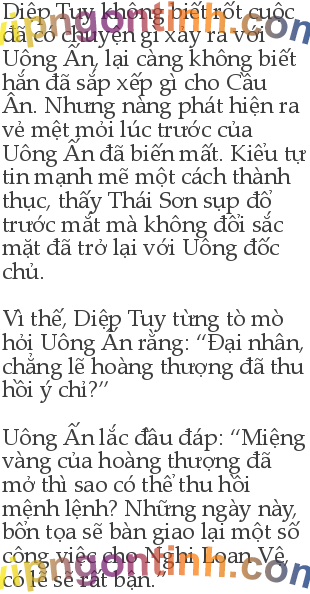 Diệp Tuy không biết rốt cuộc
đã có chuyện gì xảy ra với
Uông Ấn, lại càng không biết
hắn đã sắp xếp gì cho Cầu
Ân. Nhưng nàng phát hiện ra
vẻ mệt mỏi lúc trước của
Uông Ấn đã biến mất. Kiểu tự
tin mạnh mẽ một cách thành
thục, thấy Thái Sơn sụp đổ
trước mắt mà không đổi sắc
mặt đã trở lại với Uông đốc
chủ.
Vì thế, Diệp Tuy từng tò mò
hỏi Uông Ấn rằng: “Đại nhân,
chẳng lẽ hoàng thượng đã thu
hồi ý chỉ?”
Uông Ấn lắc đầu đáp: “Miệng
vàng của hoàng thượng đã
mở thì sao có thể thu hồi
mệnh lệnh? Những ngày này,
bổn tọa sẽ bàn giao lại một số
công việc cho Nghi Loan Vệ,
có lẽ sẽ rất bận.”
vipngontinh.com
vipngontinh.com